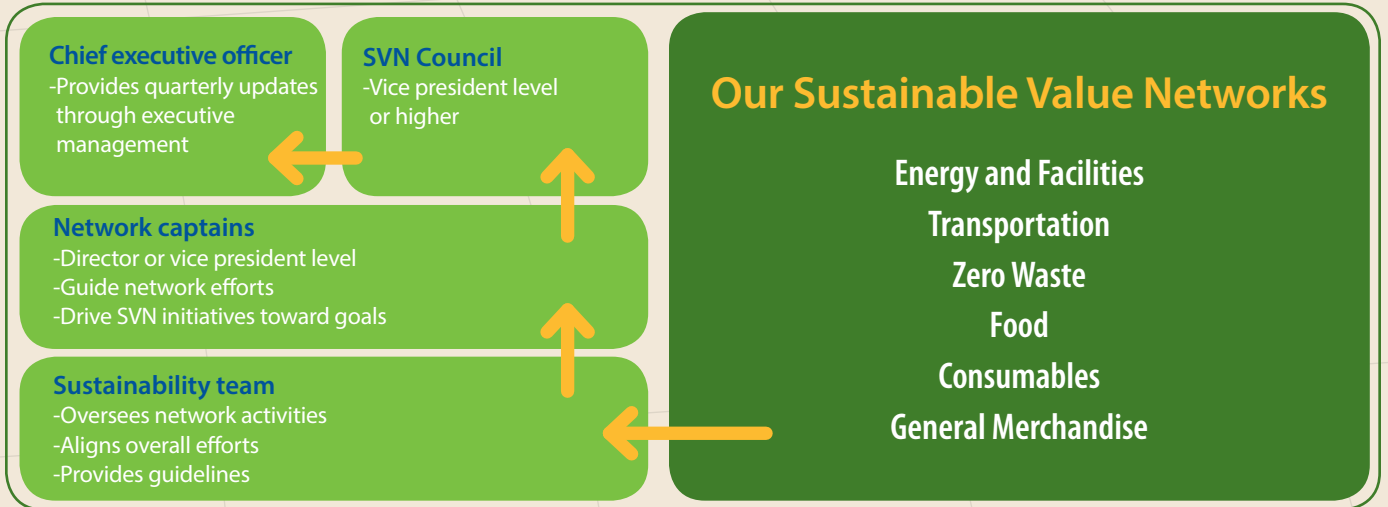 Chief executive officer
-Provides quarterly updates
through executive
management
SVN Council
-Vice president level
or higher
Network captains
-Director or vice president level
-Guide network efforts
-Drive SVN initiatives toward goals
Sustainability team
-Oversees network activities
-Aligns overall efforts
-Provides guidelines
Our Sustainable Value Networks
Energy and Facilities
Transportation
Zero Waste
Food
Consumables
General Merchandise